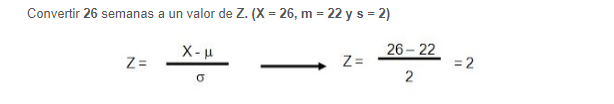 Convertir 26 semanas a un valor de Z. (X = 26, m = 22 y s = 2)
Z = X - μ / σ → Z = 26 – 22 / 2 = 2